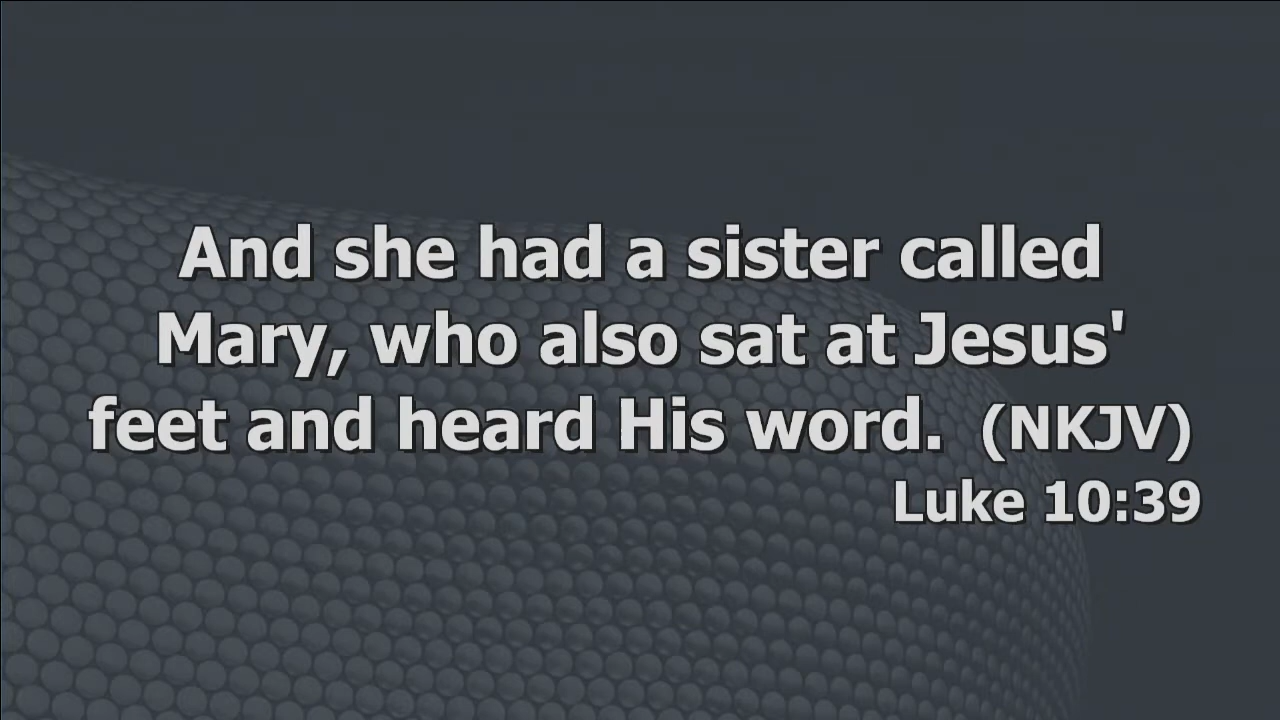 And she had a sister called
Mary, who also sat at Jesus'
feet and heard His word. (NKJV)
Luke 10:39